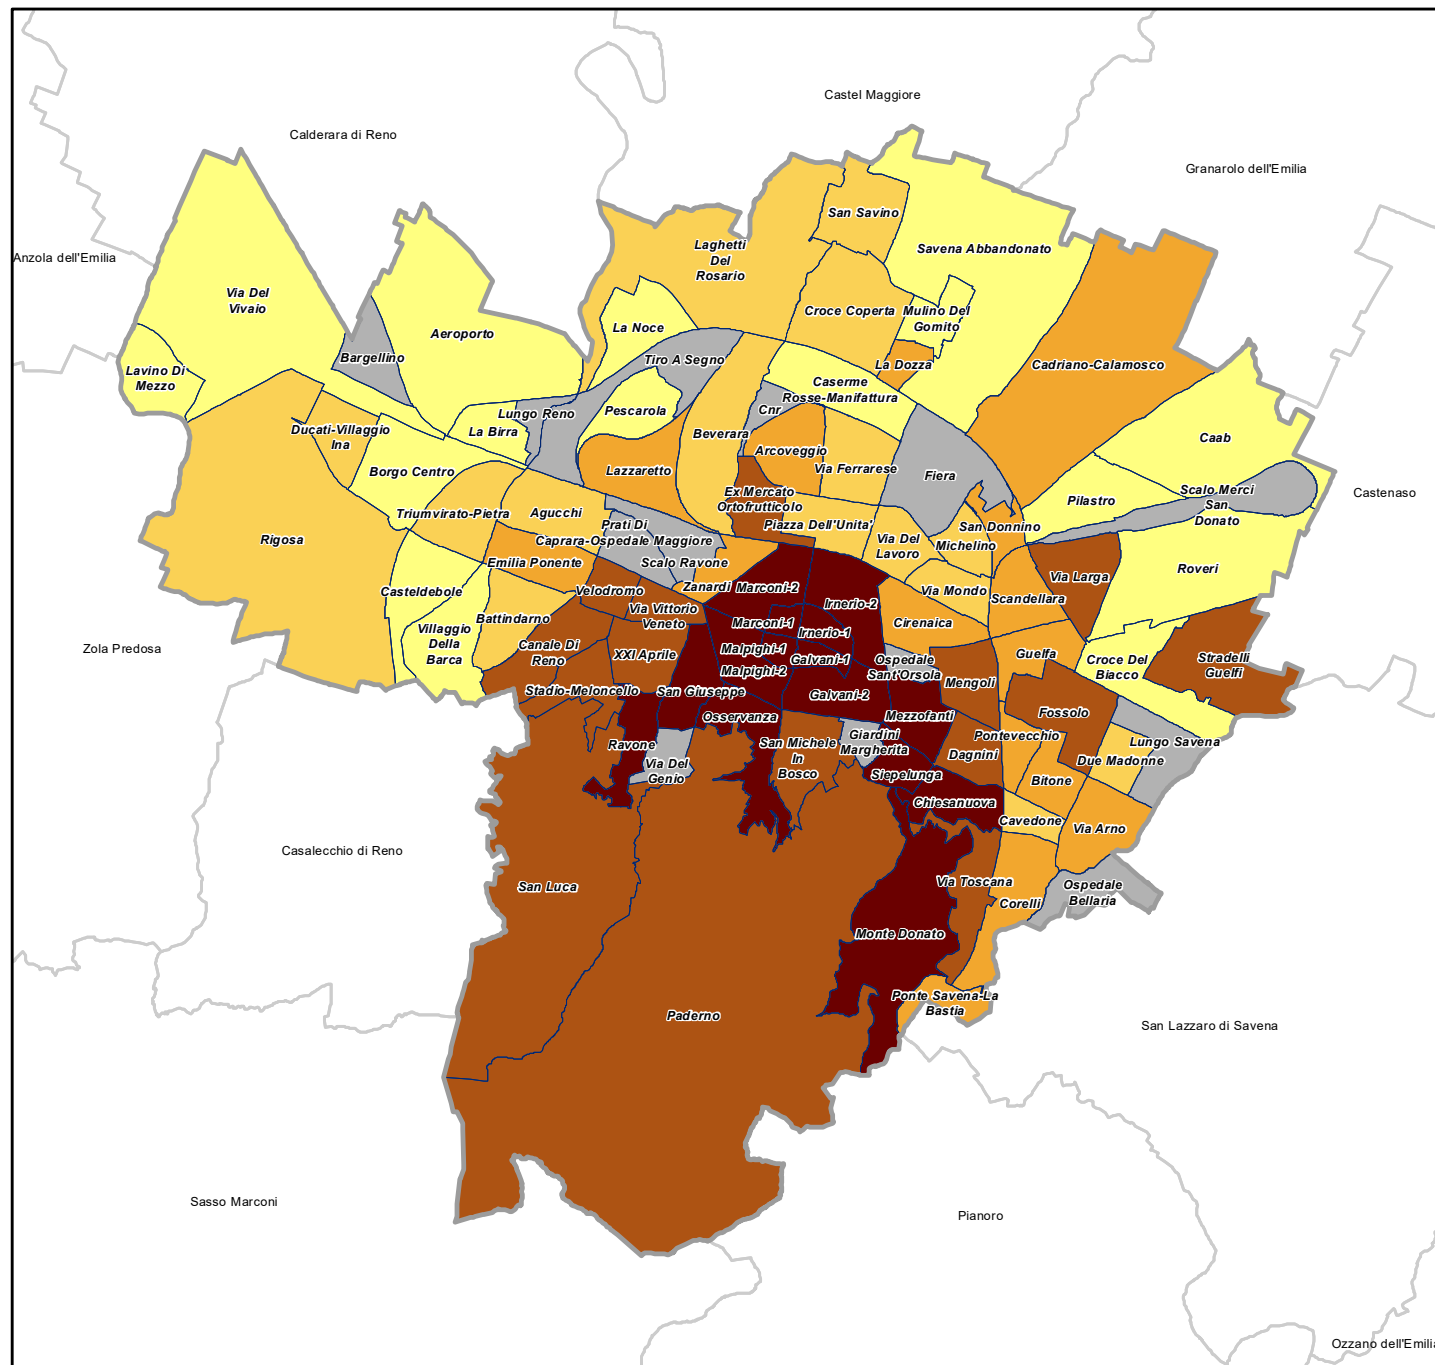 Castel Maggiore
Calderara di Reno
Granarolo dell'Emilia
Anzola dell'Emilia
San Savino
Savena Abbandonato
Laghetti
Del
Rosario
Via Del
Vivaio
Aeroporto
La Noce
Croce Coperta
Mulino Del
Gomito
Bargellino
Tiro A Segno
La Dozza
Cadriano-Calamosco
Lavino Di
Mezzo
Caserme
Rosse-Manifattura
Lungo Reno
La Birra
Pescarola
Cnr
Ducati-Villaggio
Ina
Beverara
Caab
Borgo Centro
Lazzaretto
Arcoveggio
Via Ferrarese
Fiera
Ex Mercato
Ortofrutticolo
Pilastro
Scalo Merci
San
Donato
Castenaso
Triumvirato-Pietra
Agucchi
Prati Di
Caprara-Ospedale Maggiore
Piazza Dell'Unita'
San Donnino
Rigosa
Via Del
Lavoro
Michelino
Emilia Ponente
Scalo Ravone
Roveri
Via Larga
Casteldebole
Velodromo
Zanardi
Marconi-2
Via Mondo
Scandellara
Irnerio-2
Battindarno
Via Vittorio
Veneto
Marconi-1
Irnerio-1
Cirenaica
Villaggio
Della
Barca
Canale Di
Reno
XXI Aprile
Malpighi-1
Galvani-1
Ospedale
Sant'Orsola
Guelfa
Zola Predosa
Malpighi-2
Croce Del
Biacco
Stradelli
Guelfi
Stadio-Meloncello
San Giuseppe
Galvani-2
Mengoli
Osservanza
Mezzofanti
Fossolo
Ravone
San Michele
In
Bosco
Giardini
Margherita
Pontevecchio
Lungo Savena
Via Del
Genio
Dagnini
Due Madonne
Siepelunga
Bitone
Chiesanuova
Cavedone
Via Arno
Casalecchio di Reno
San Luca
Via Toscana
Ospedale
Bellaria
Corelli
Monte Donato
Ponte Savena-La
Bastia
Paderno
San Lazzaro di Savena
Sasso Marconi
Pianoro
Ozzano dell'Emilia